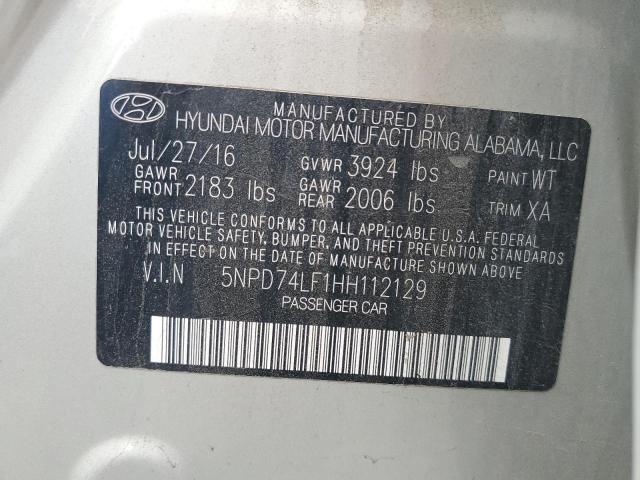 MANUFACTURED BY
HYUNDAI MOTOR MANUFACTURING ALABAMA, LLC
Jul/27/16 GVWR 3924 lbs PAINT WT
GAWR FRONT 2183 lbs GAWR REAR 2006 lbs TRIM XA
THIS VEHICLE CONFORMS TO ALL APPLICABLE U.S.A. FEDERAL
MOTOR VEHICLE SAFETY, BUMPER, AND THEFT PREVENTION STANDARDS
IN EFFECT ON THE DATE OF MANUFACTURE SHOWN ABOVE
V.I.N 5NPD74LF1HH112129
PASSENGER CAR